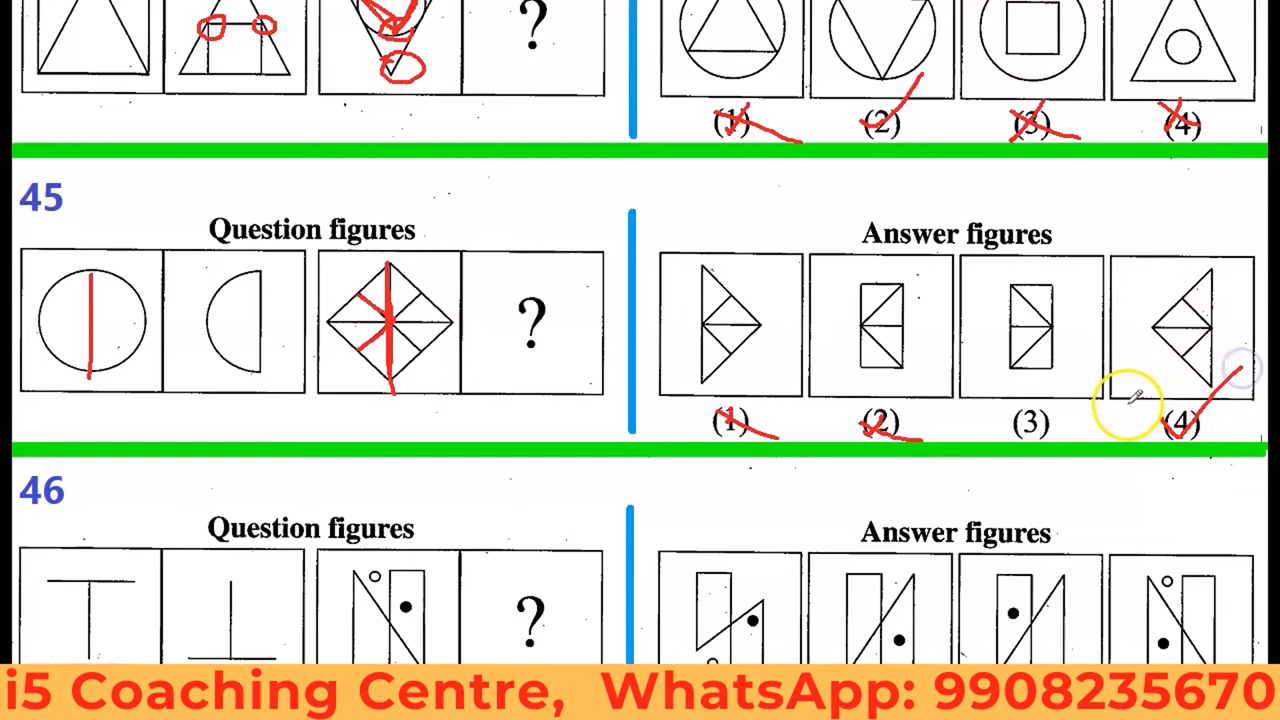 ?
(1) (2) (3) (4)
45
Question figures
Answer figures
?
(1) (2) (3) (4)
46
Question figures
Answer figures
?
i5 Coaching Centre, WhatsApp: 9908235670